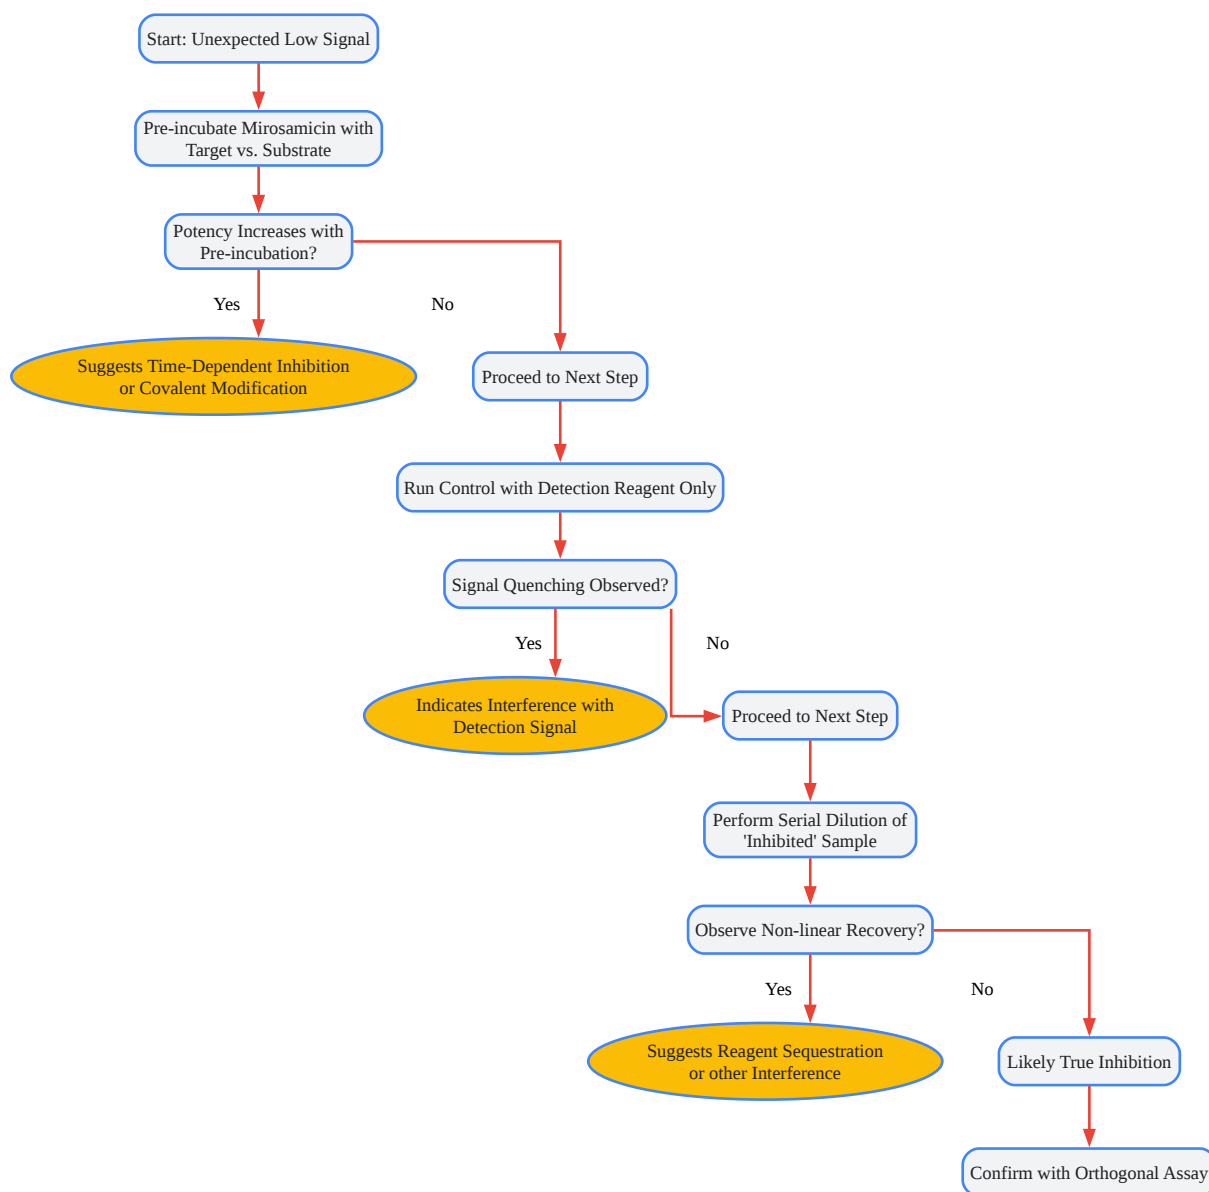 Start: Unexpected Low Signal
Pre-incubate Mirosamicin with
Target vs. Substrate
Potency Increases with
Pre-incubation?
Yes
No
Suggests Time-Dependent Inhibition
or Covalent Modification
Proceed to Next Step
Run Control with Detection Reagent Only
Signal Quenching Observed?
Yes
No
Indicates Interference with
Detection Signal
Proceed to Next Step
Perform Serial Dilution of
'Inhibited' Sample
Observe Non-linear Recovery?
Yes
No
Suggests Reagent Sequestration
or other Interference
Likely True Inhibition
Confirm with Orthogonal Assay